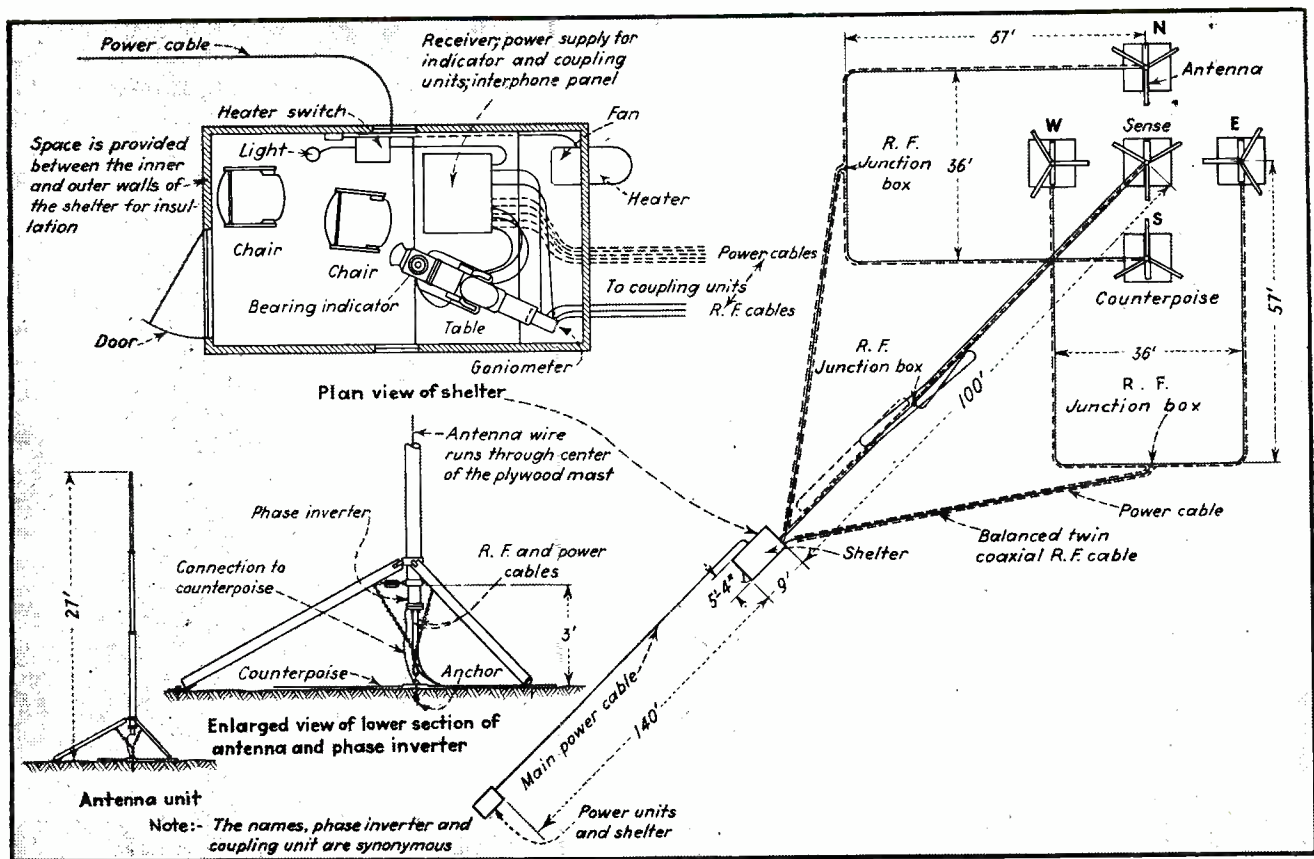 Power cable
Receiver; power supply for
indicator and coupling
units; interphone panel
Heater switch
Fan
Light
Space is provided
between the inner
and outer walls of
the shelter for insul-
lation
Chair
Chair
Heater
Bearing indicator
Table
Door
Power cables
To coupling units
R.F. cables
Goniometer
Plan view of shelter
57'
N
Antenna
W
Sense
E
R. F.
Junction
box
36'
S
Counterpoise
57'
R. F.
Junction box
100'
36'
R. F.
Junction box
Power cable
Balanced twin
coaxial R.F. cable
Shelter
5'-4"
9'
Main power cable
140'
Power units
and shelter
Antenna wire
runs through center
of the plywood mast
Phase inverter
R. F. and power
cables
Connection to
counterpoise
3'
Counterpoise
Anchor
Enlarged view of lower section of
antenna and phase inverter
27'
Antenna unit
Note:- The names, phase inverter and
coupling unit are synonymous